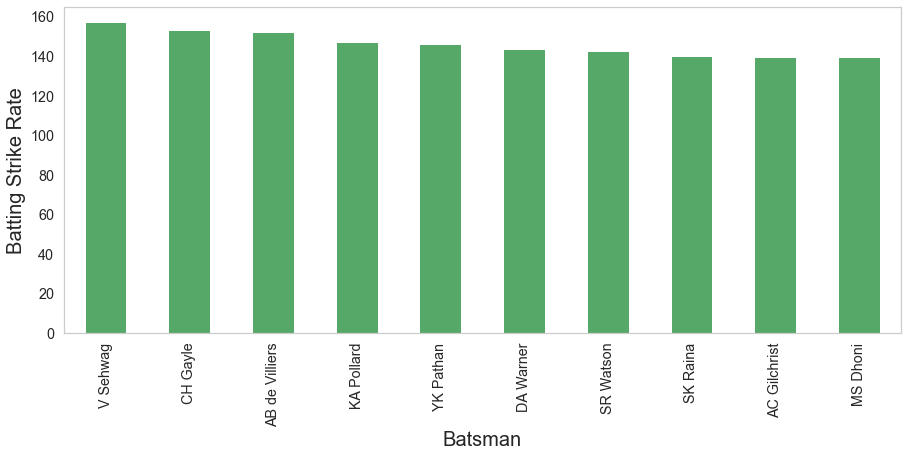 160
140
120
100
80
60
40
20
0
Batting Strike Rate
V Sehwag
CH Gayle
AB de Villiers
KA Pollard
YK Pathan
DA Warner
SR Watson
SK Raina
AC Gilchrist
MS Dhoni
Batsman